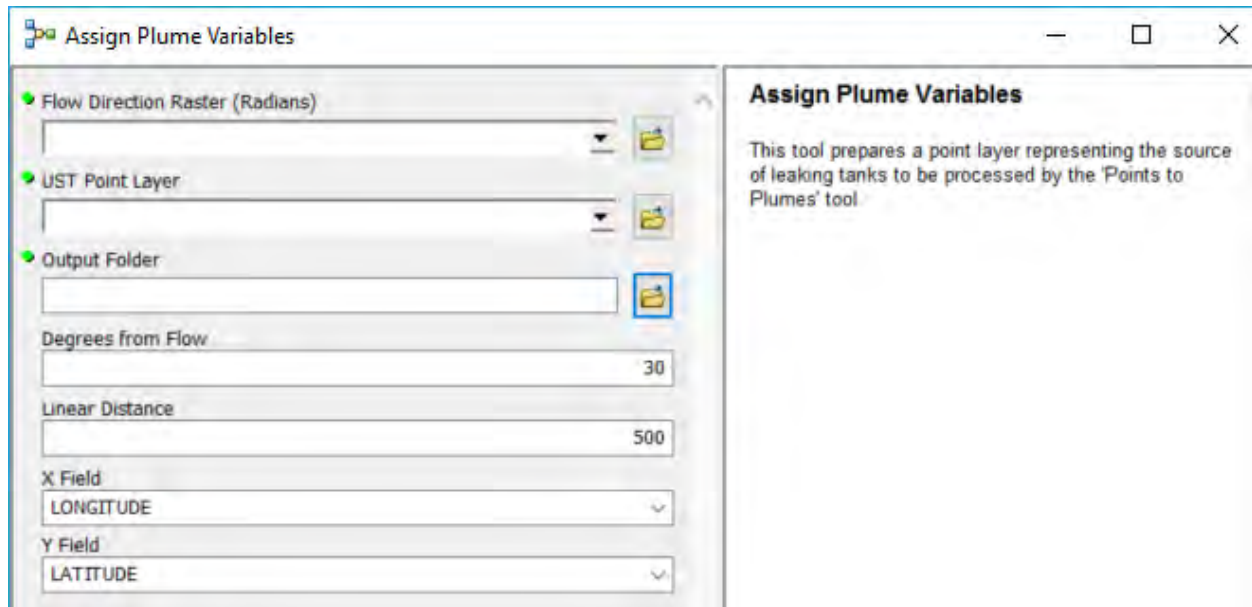 Assign Plume Variables
Flow Direction Raster (Radians)
UST Point Layer
Output Folder
Degrees from Flow
30
Linear Distance
500
X Field
LONGITUDE
Y Field
LATITUDE
Assign Plume Variables
This tool prepares a point layer representing the source
of leaking tanks to be processed by the 'Points to
Plumes' tool